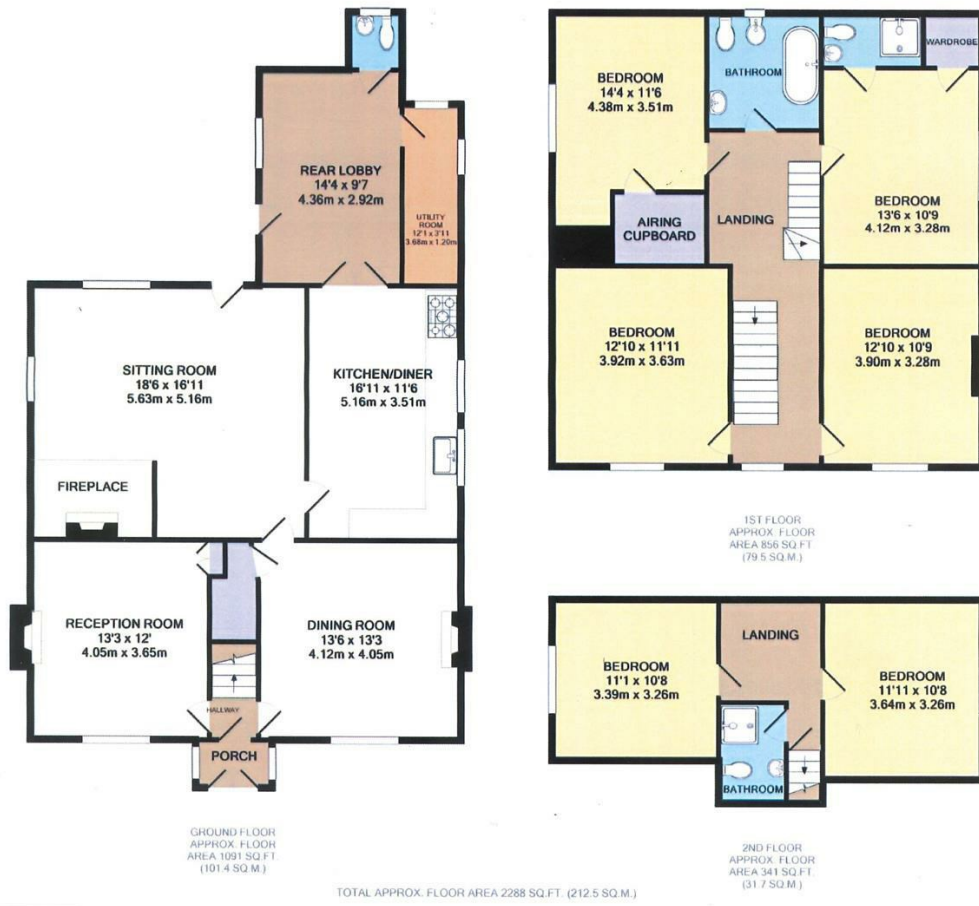 REAR LOBBY
14'4 x 9'7
4.36m x 2.92m
UTILITY
ROOM
12'1 x 3'11
3.68m x 1.20m
SITTING ROOM
18'6 x 16'11
5.63m x 5.16m
KITCHEN/DINER
16'11 x 11'6
5.16m x 3.51m
FIREPLACE
RECEPTION ROOM
13'3 x 12'
4.05m x 3.65m
DINING ROOM
13'6 x 13'3
4.12m x 4.05m
HALLWAY
PORCH
GROUND FLOOR
APPROX. FLOOR
AREA 1091 SQ.FT.
(101.4 SQ.M.)
BEDROOM
14'4 x 11'6
4.38m x 3.51m
BATHROOM
WARDROBE
BEDROOM
13'6 x 10'9
4.12m x 3.28m
AIRING
CUPBOARD
LANDING
BEDROOM
12'10 x 11'11
3.92m x 3.63m
BEDROOM
12'10 x 10'9
3.90m x 3.28m
1ST FLOOR
APPROX. FLOOR
AREA 856 SQ.FT.
(79.5 SQ.M.)
BEDROOM
11'1 x 10'8
3.39m x 3.26m
LANDING
BEDROOM
11'11 x 10'8
3.64m x 3.26m
BATHROOM
2ND FLOOR
APPROX. FLOOR
AREA 341 SQ.FT.
(31.7 SQ.M.)
TOTAL APPROX. FLOOR AREA 2288 SQ.FT. (212.5 SQ.M.)